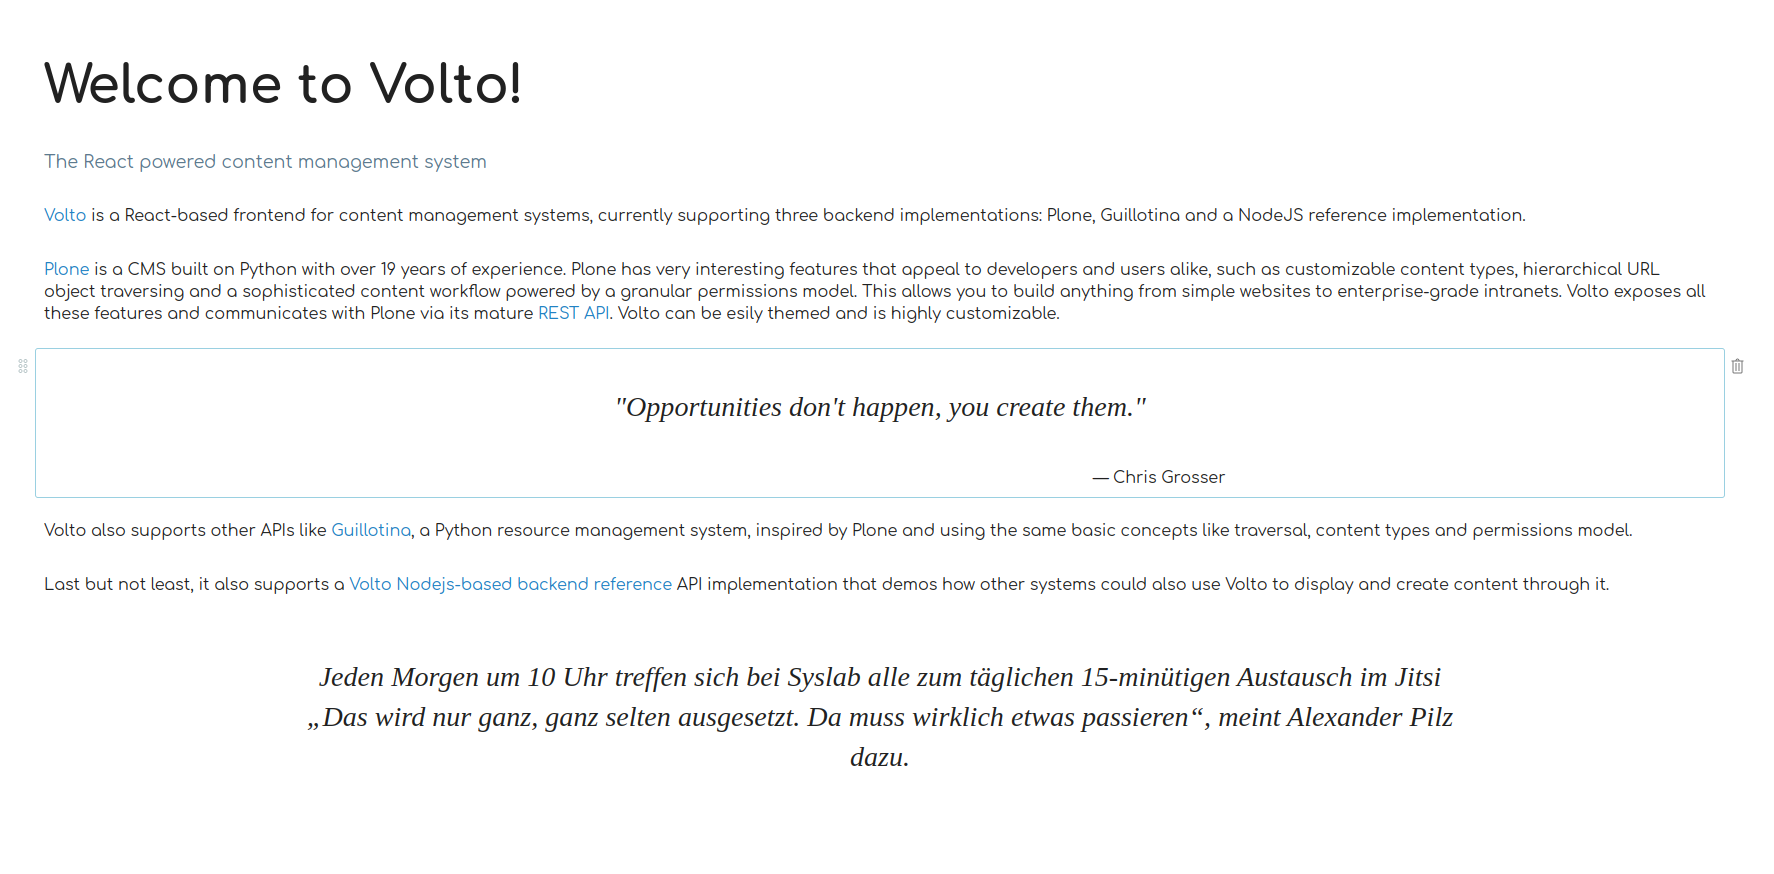 Welcome to Volto!
The React powered content management system
Volto is a React-based frontend for content management systems, currently supporting three backend implementations: Plone, Guillotina and a NodeJS reference implementation.
Plone is a CMS built on Python with over 19 years of experience. Plone has very interesting features that appeal to developers and users alike, such as customizable content types, hierarchical URL
object traversing and a sophisticated content workflow powered by a granular permissions model. This allows you to build anything from simple websites to enterprise-grade intranets. Volto exposes all
these features and communicates with Plone via its mature REST API. Volto can be esily themed and is highly customizable.
"Opportunities don't happen, you create them."
— Chris Grosser
Volto also supports other APIs like Guillotina, a Python resource management system, inspired by Plone and using the same basic concepts like traversal, content types and permissions model.
Last but not least, it also supports a Volto Nodejs-based backend reference API implementation that demos how other systems could also use Volto to display and create content through it.
Jeden Morgen um 10 Uhr treffen sich bei Syslab alle zum täglichen 15-minütigen Austausch im Jitsi
„Das wird nur ganz, ganz selten ausgesetzt. Da muss wirklich etwas passieren“, meint Alexander Pilz
dazu.